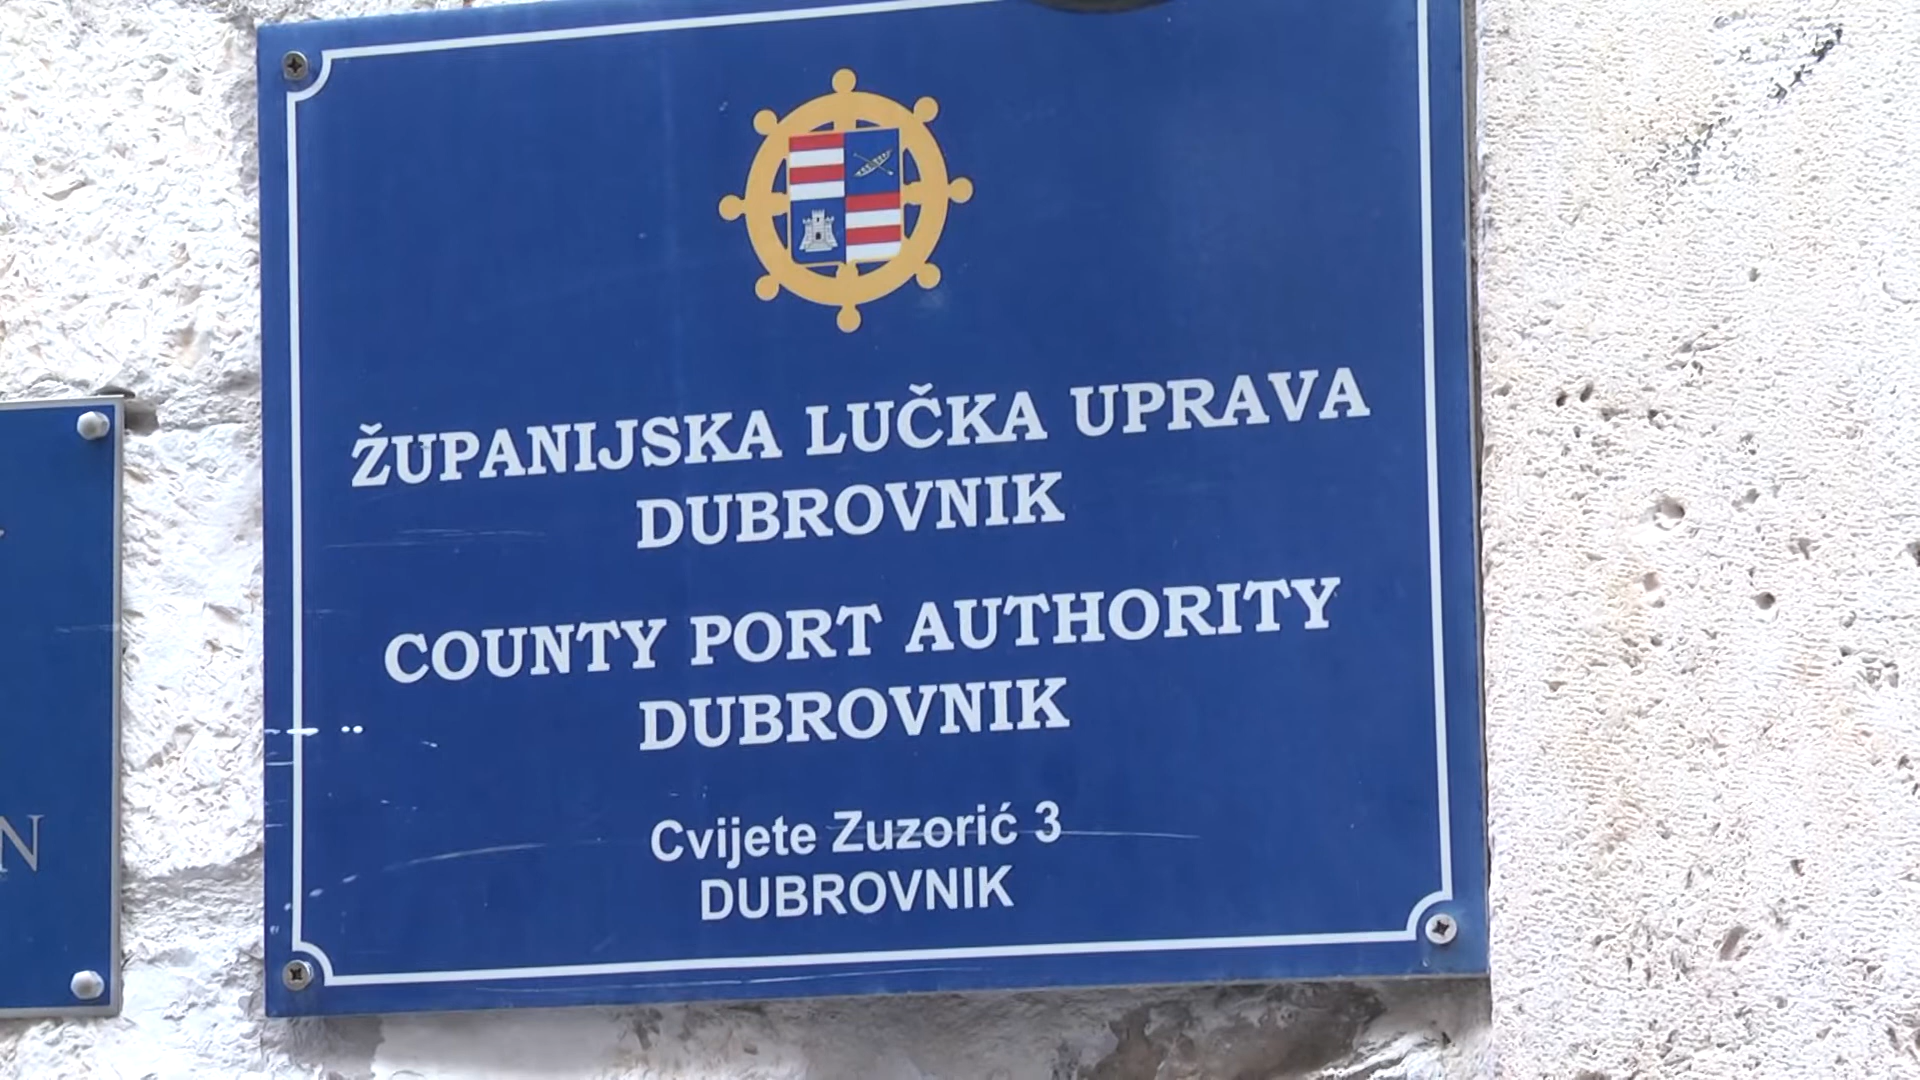 ŽUPANIJSKA LUČKA UPRAVA
DUBROVNIK
COUNTY PORT AUTHORITY
DUBROVNIK
Cvijete Zuzorić 3
DUBROVNIK